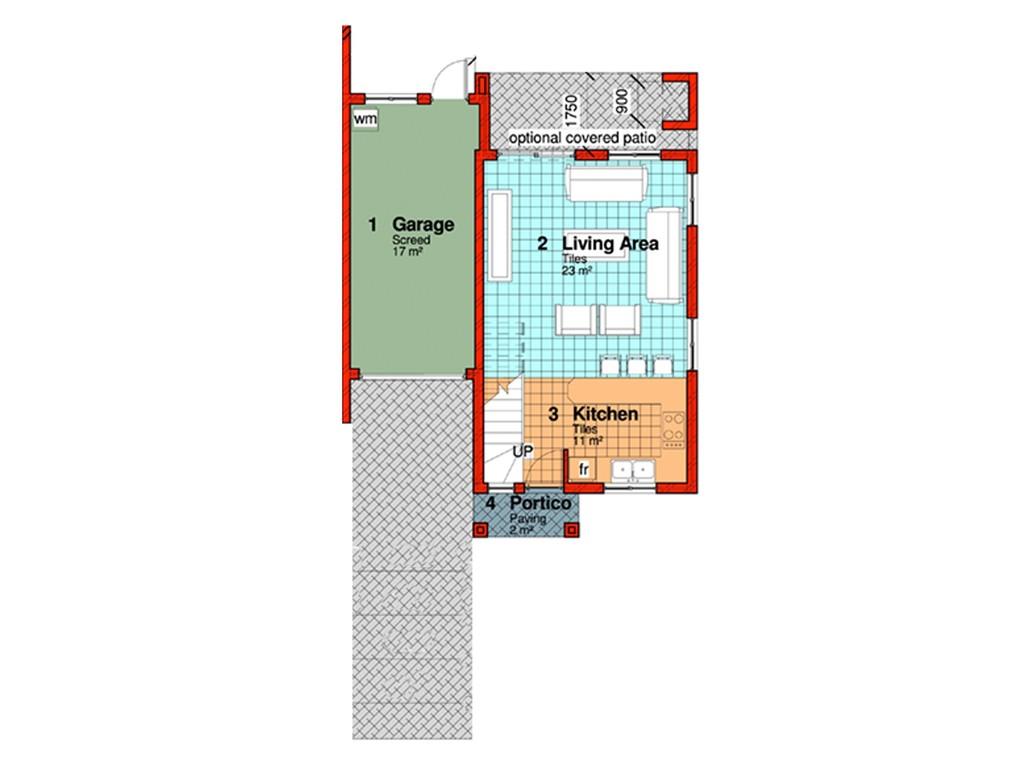 wm
1750
900
optional covered patio
1 Garage
Screed
17 m²
2 Living Area
Tiles
23 m²
3 Kitchen
Tiles
11 m²
UP
fr
4 Portico
Paving
2 m²